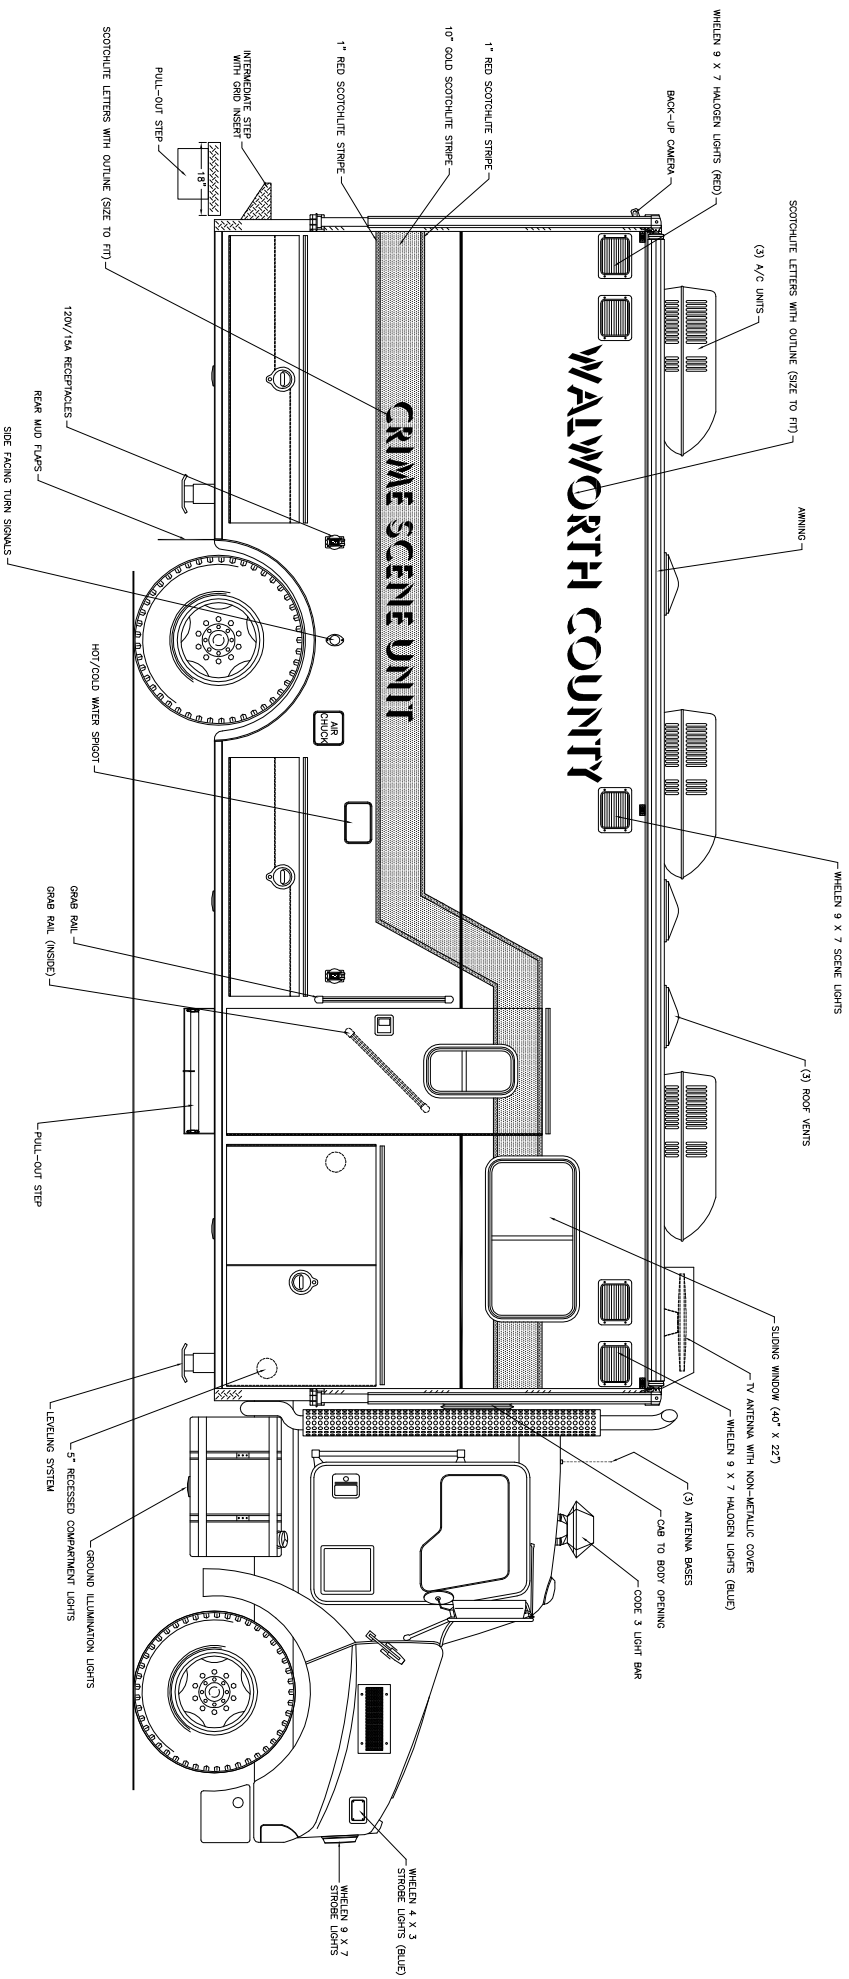 SCOTCHLITE LETTERS WITH OUTLINE (SIZE TO FIT)
(3) A/C UNITS
WHELEN 9 X 7 HALOGEN LIGHTS (RED)
BACK-UP CAMERA
AWNING
WHELEN 9 X 7 SCENE LIGHTS
(3) ROOF VENTS
SLIDING WINDOW (40" X 22")
TV ANTENNA WITH NON-METALLIC COVER
WHELEN 9 X 7 HALOGEN LIGHTS (BLUE)
(3) ANTENNA BASES
CAB TO BODY OPENING
CODE 3 LIGHT BAR
WALWORTH COUNTY
1" RED SCOTCHLITE STRIPE
10" GOLD SCOTCHLITE STRIPE
1" RED SCOTCHLITE STRIPE
CRIME SCENE UNIT
WHELEN 4 X 3
STROBE LIGHTS (BLUE)
WHELEN 9 X 7
STROBE LIGHTS
AIR
CHUCK
INTERMEDIATE STEP
WITH GRID INSERT
18"
PULL-OUT STEP
SCOTCHLITE LETTERS WITH OUTLINE (SIZE TO FIT)
120V/15A RECEPTACLES
REAR MUD FLAPS
SIDE FACING TURN SIGNALS
HOT/COLD WATER SPIGOT
GRAB RAIL
GRAB RAIL (INSIDE)
PULL-OUT STEP
LEVELING SYSTEM
5" RECESSED COMPARTMENT LIGHTS
GROUND ILLUMINATION LIGHTS